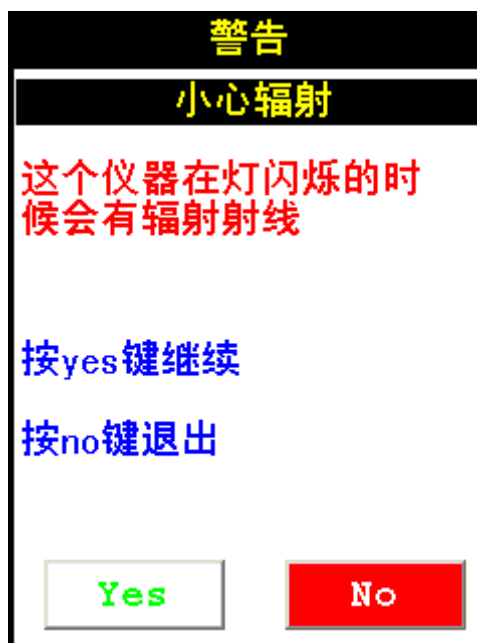 警告
小心辐射
这个仪器在灯闪烁的时
候会有辐射射线
按yes键继续
按no键退出
Yes
No